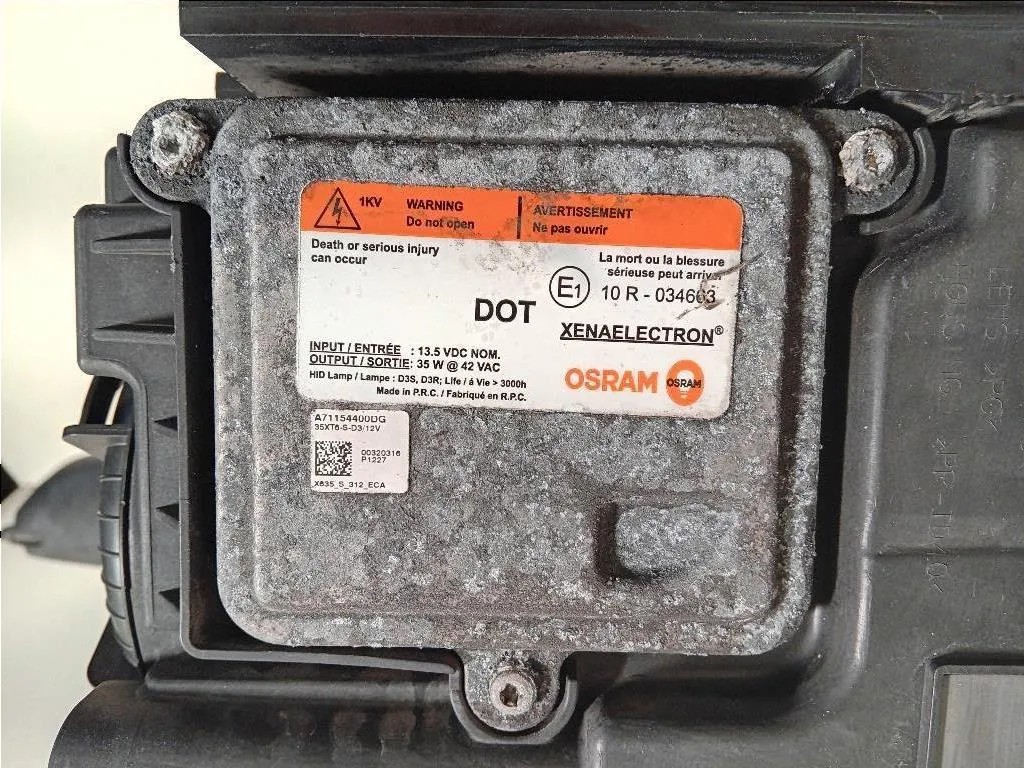 1KV
WARNING
Do not open
AVERTISSEMENT
Ne pas ouvrir
Death or serious injury
can occur
La mort ou la blessure
sérieuse peut arriver
E1
10 R - 034663
DOT
XENAELECTRON®
INPUT / ENTRÉE : 13.5 VDC NOM.
OUTPUT / SORTIE: 35 W @ 42 VAC
HID Lamp / Lampe : D3S, D3R; Life / á Vie > 3000h
Made in P.R.C. / Fabriqué en R.P.C.
OSRAM
OSRAM
A71154400DG
35XT6-S-D3/12V
00320316
P1227
X635_S_312_ECA